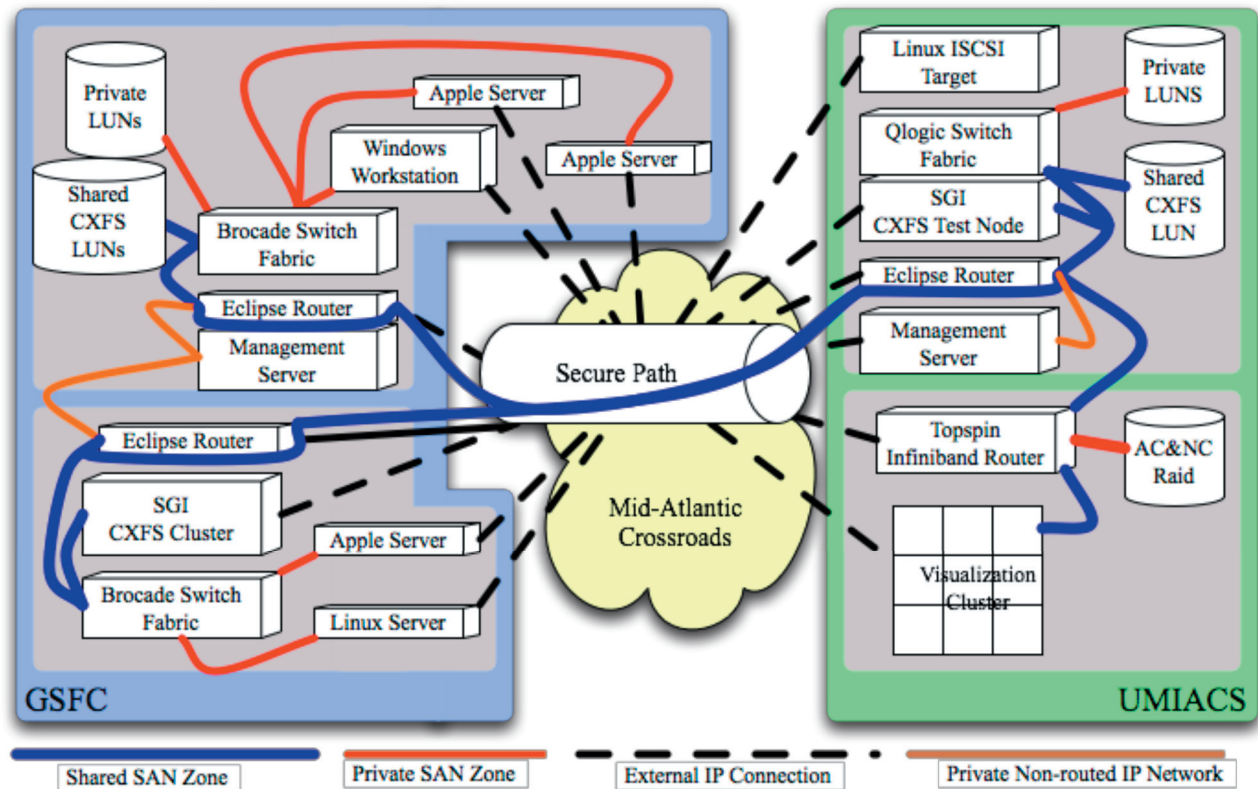 Private
LUNs
Shared
CXFS
LUNs
Apple Server
Windows
Workstation
Apple Server
Brocade Switch
Fabric
Eclipse Router
Management
Server
Eclipse Router
SGI
CXFS Cluster
Apple Server
Brocade Switch
Fabric
Linux Server
GSFC
Secure Path
Mid-Atlantic
Crossroads
Linux ISCSI
Target
Private
LUNS
Qlogic Switch
Fabric
Shared
CXFS
LUN
SGI
CXFS Test Node
Eclipse Router
Management
Server
Topspin
Infiniband Router
AC&NC
Raid
Visualization
Cluster
UMIACS
Shared SAN Zone
Private SAN Zone
External IP Connection
Private Non-routed IP Network